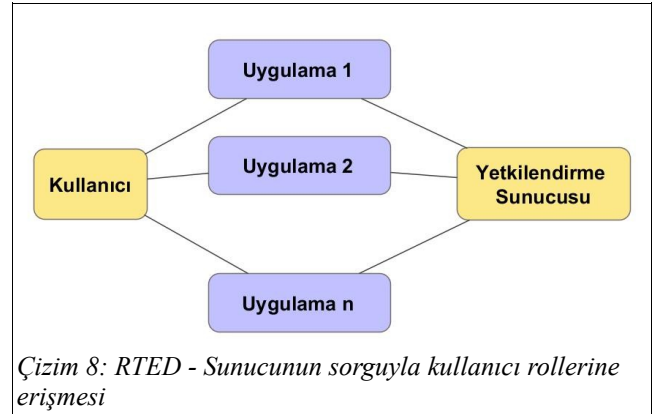 Uygulama 1
Uygulama 2
Kullanıcı
Yetkilendirme
Sunucusu
Uygulama n
Çizim 8: RTED - Sunucunun sorguyla kullanıcı rollerine
erişmesi